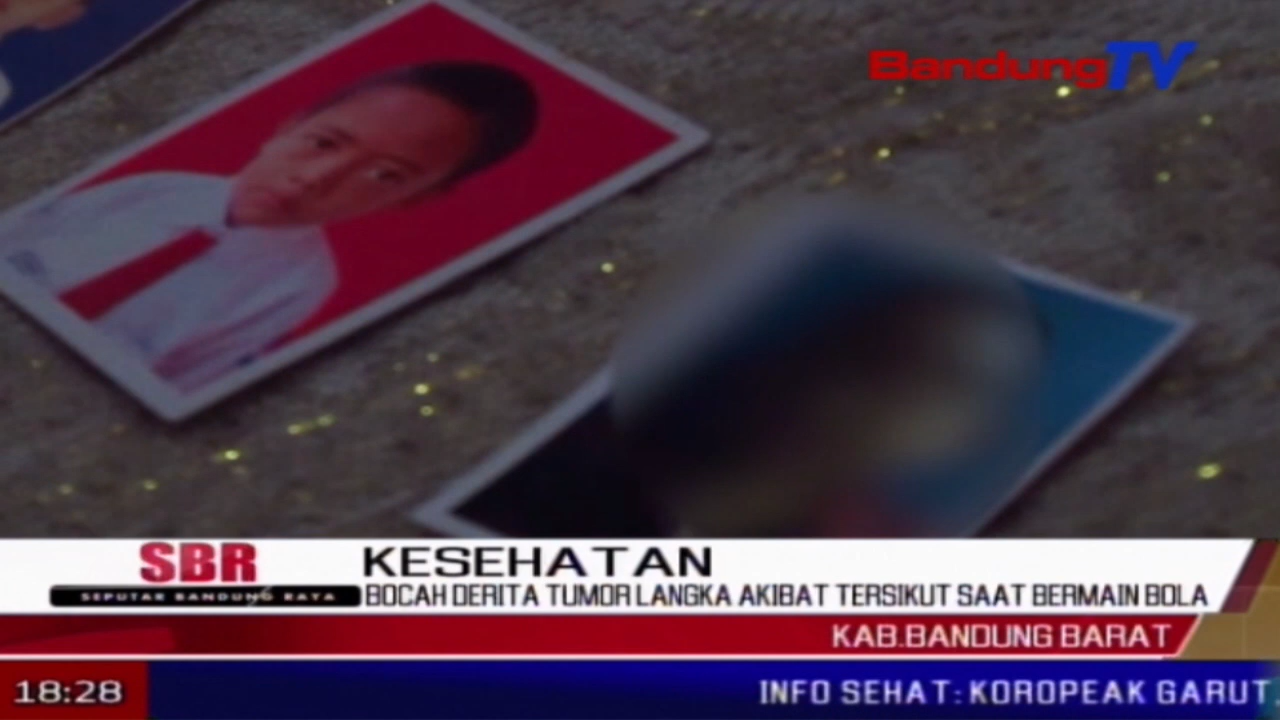 BandungTV
SBR
SEPUTAR BANDUNG RAYA
KESEHATAN
BOCAH DERITA TUMOR LANGKA AKIBAT TERSIKUT SAAT BERMAIN BOLA
KAB.BANDUNG BARAT
18:28
INFO SEHAT: KOROPEAK GARUT